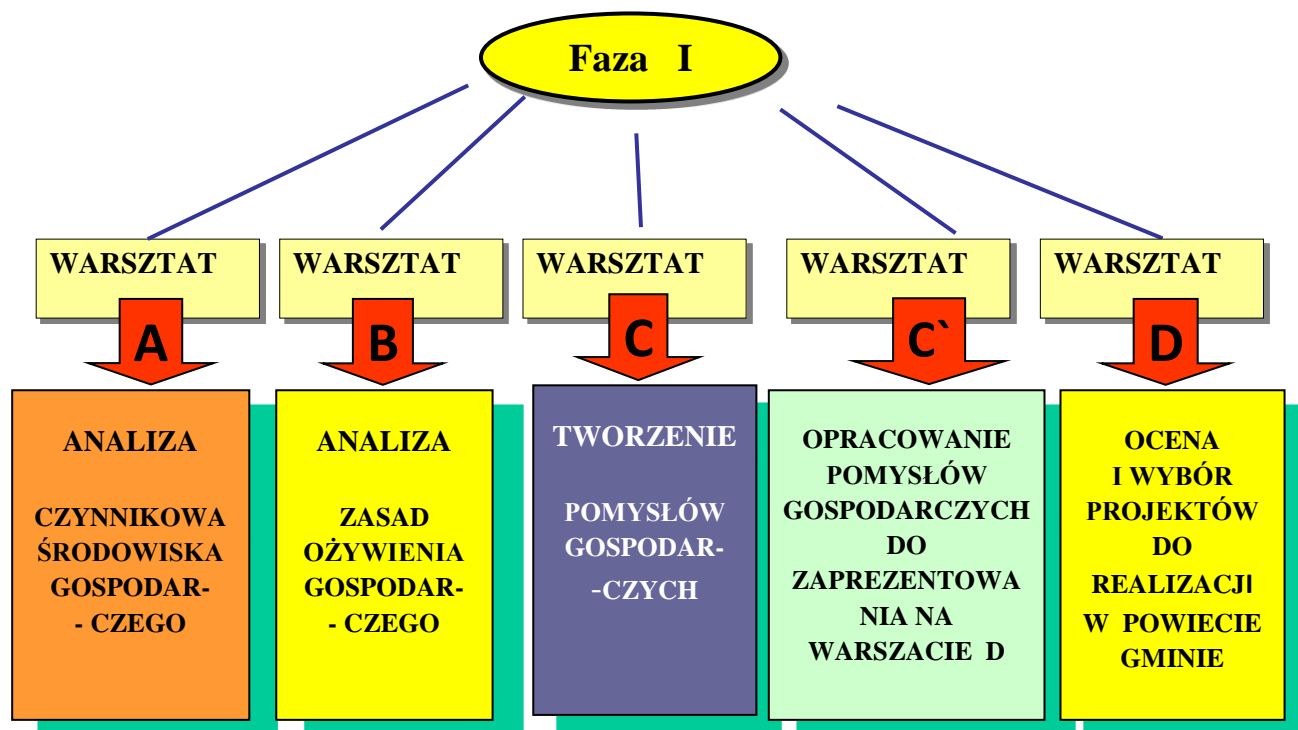 Faza I
WARSZTAT
A
ANALIZA
CZYNNIKOWA
ŚRODOWISKA
GOSPODAR-
- CZEGO
WARSZTAT
B
ANALIZA
ZASAD
OŻYWIENIA
GOSPODAR-
- CZEGO
WARSZTAT
C
TWORZENIE
POMYSŁÓW
GOSPODAR-
-CZYCH
WARSZTAT
C`
OPRACOWANIE
POMYSŁÓW
GOSPODARCZYCH
DO
ZAPREZENTOWA
NIA NA
WARSZACIE D
WARSZTAT
D
OCENA
I WYBÓR
PROJEKTÓW
DO
REALIZACJI
W POWIECIE
GMINIE